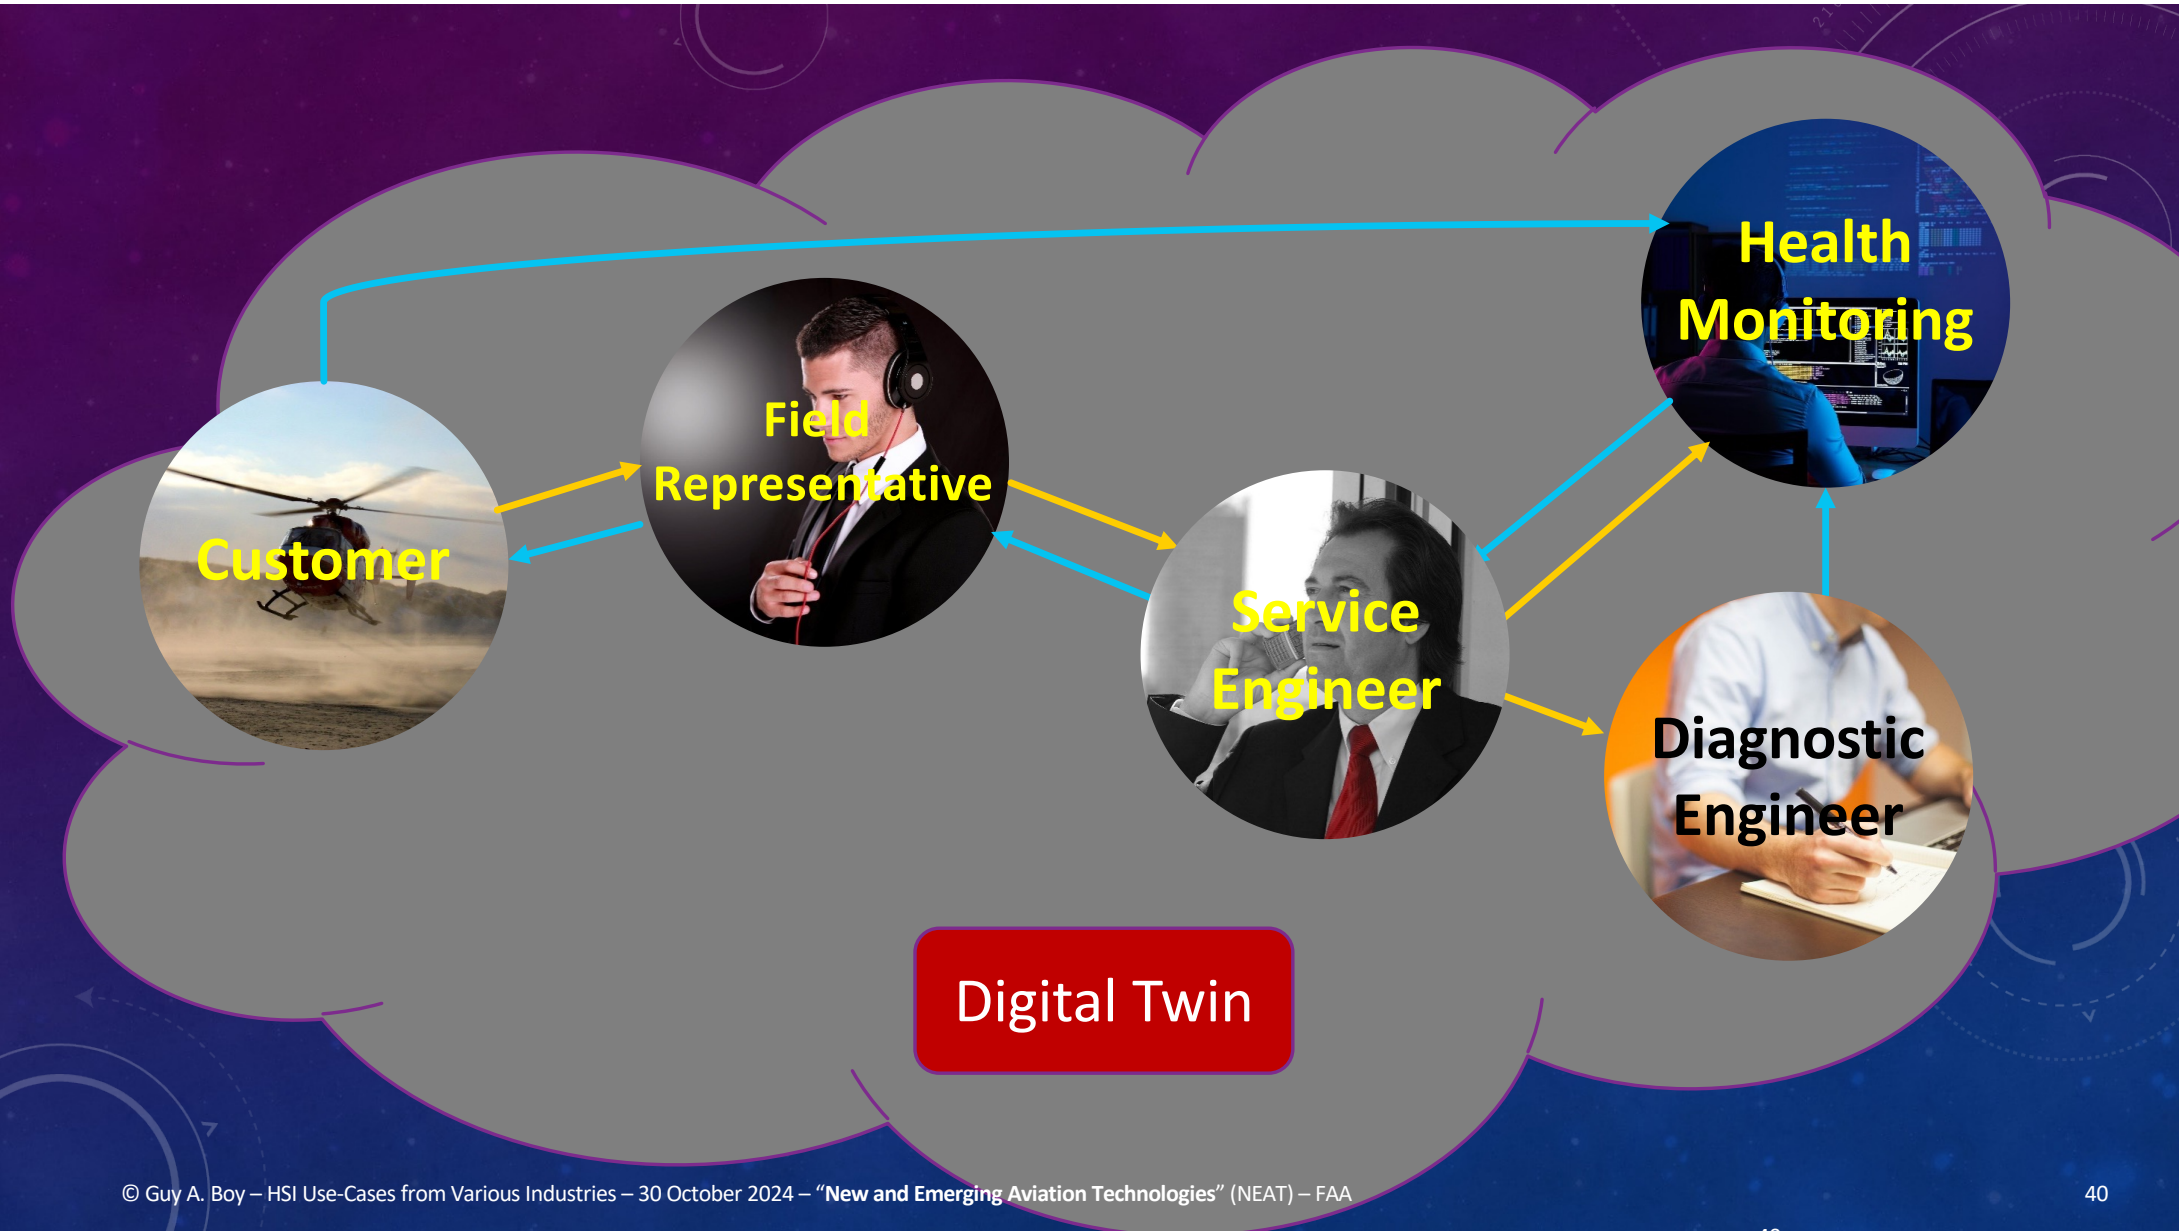 Health
Monitoring
Field
Representative
Customer
Service
Engineer
Diagnostic
Engineer
Digital Twin
© Guy A. Boy – HSI Use-Cases from Various Industries – 30 October 2024 – “New and Emerging Aviation Technologies” (NEAT) – FAA
40